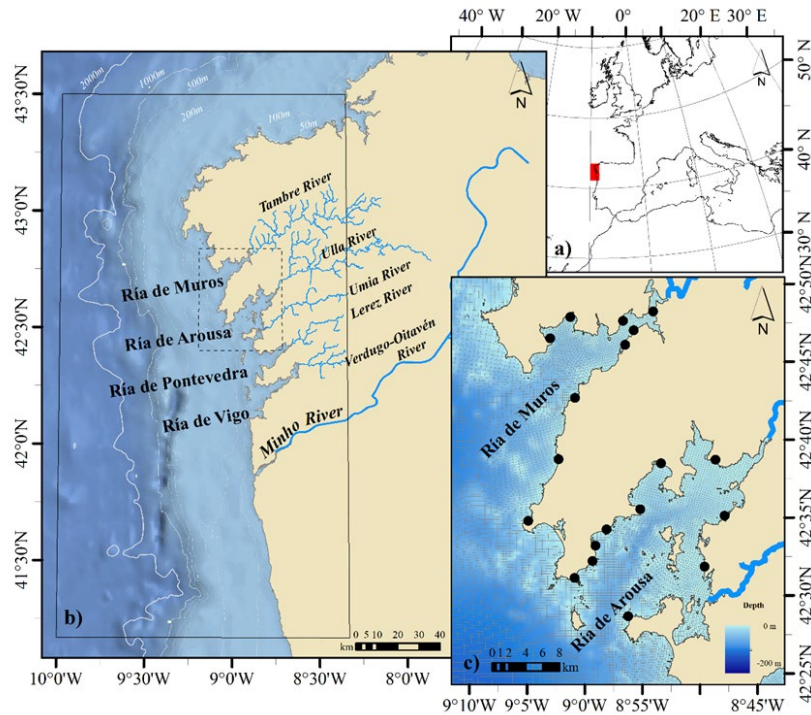 40° W
20° W
0°
20° E
30° E
50°N
40°N
30°N
N
a)
43°30'N
43°0'N
42°30'N
42°0'N
41°30'N
2000m
1000m
500m
200m
100m
50m
N
Tambre River
Ulla River
Umia River
Lerez River
Verdugo-Oitavén
River
Minho River
Ría de Muros
Ría de Arousa
Ría de Pontevedra
Ría de Vigo
b)
km
0 5 10 20 30 40
10°0'W
9°30'W
9°0'W
8°30'W
8°0'W
N
Ría de Muros
Ría de Arousa
Depth
0 m
-200 m
c)
0 1 2 4 6 8
km
42°50'N
42°45'N
42°40'N
42°35'N
42°30'N
42°25'N
9°10'W
9°5'W
9°0'W
8°55'W
8°45'W